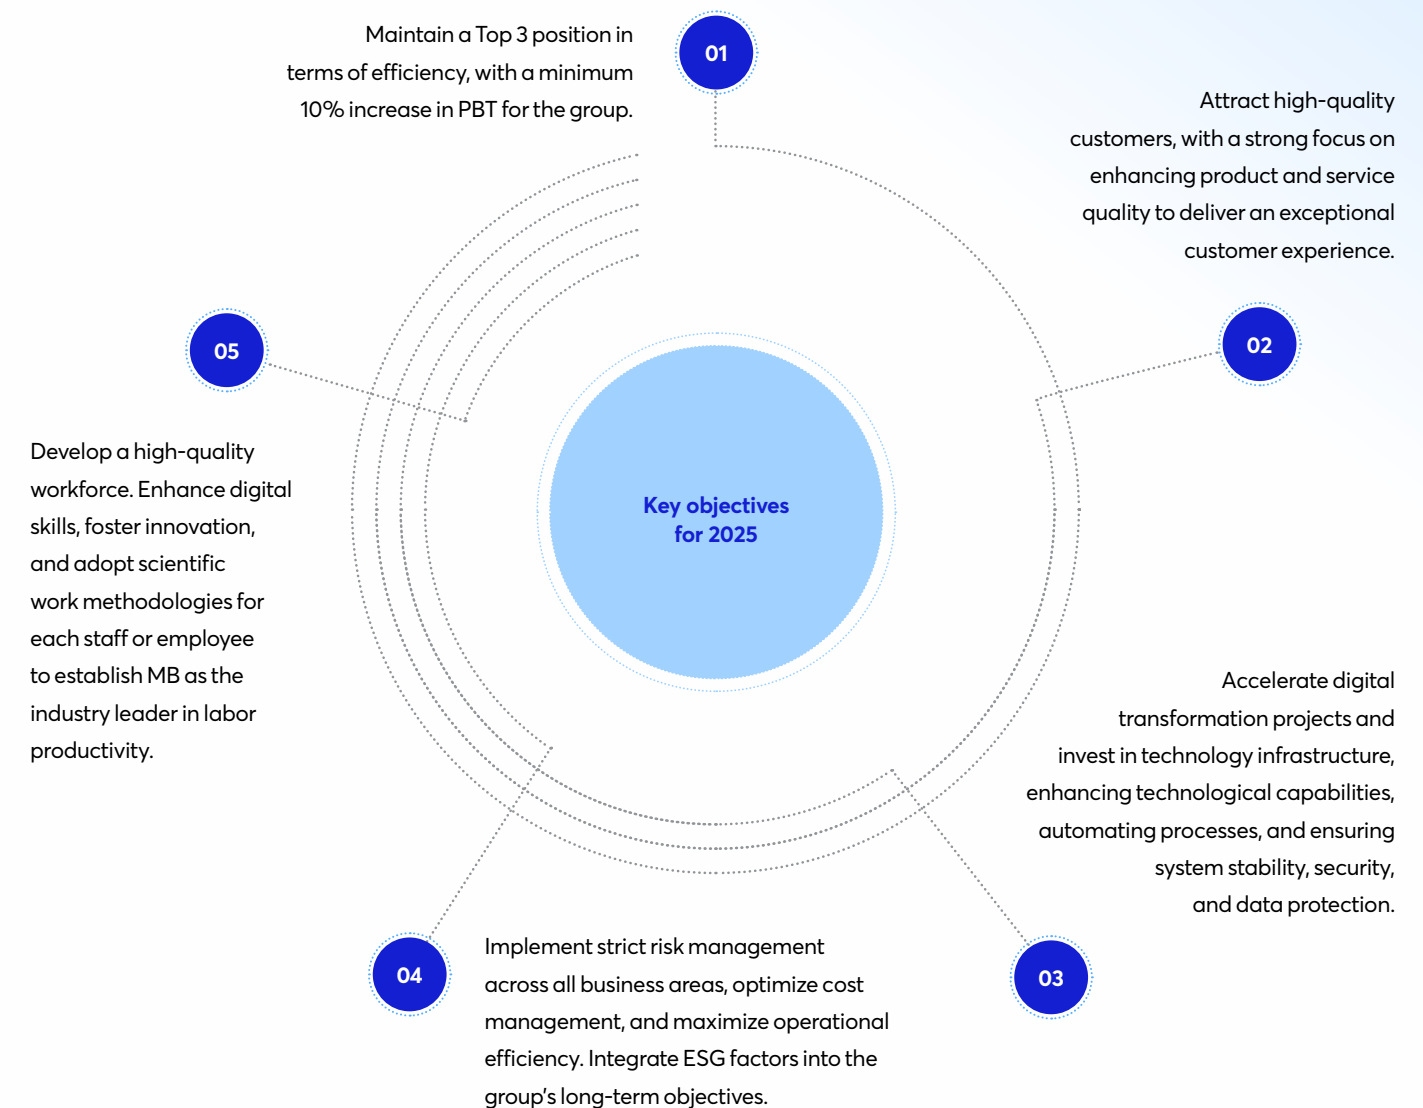 01
Maintain a Top 3 position in
terms of efficiency, with a minimum
10% increase in PBT for the group.
02
Attract high-quality
customers, with a strong focus on
enhancing product and service
quality to deliver an exceptional
customer experience.
03
Accelerate digital
transformation projects and
invest in technology infrastructure,
enhancing technological capabilities,
automating processes, and ensuring
system stability, security,
and data protection.
04
Implement strict risk management
across all business areas, optimize cost
management, and maximize operational
efficiency. Integrate ESG factors into the
group's long-term objectives.
05
Develop a high-quality
workforce. Enhance digital
skills, foster innovation,
and adopt scientific
work methodologies for
each staff or employee
to establish MB as the
industry leader in labor
productivity.
Key objectives
for 2025